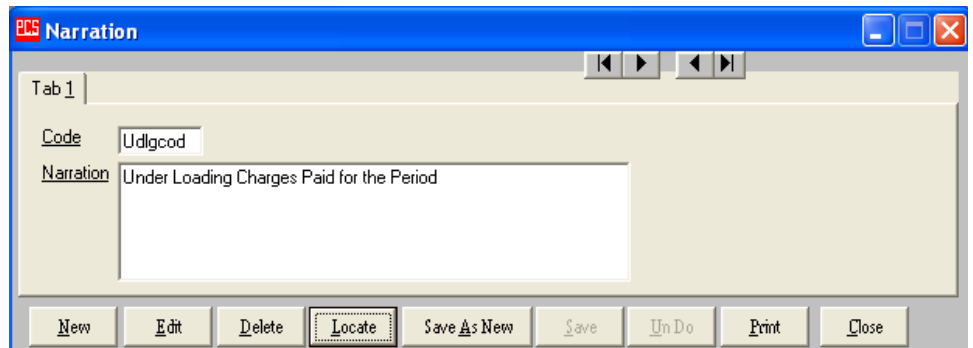 PCS Narration
Tab 1
Code Udlgcod
Narration Under Loading Charges Paid for the Period
New Edit Delete Locate Save As New Save Un Do Print Close